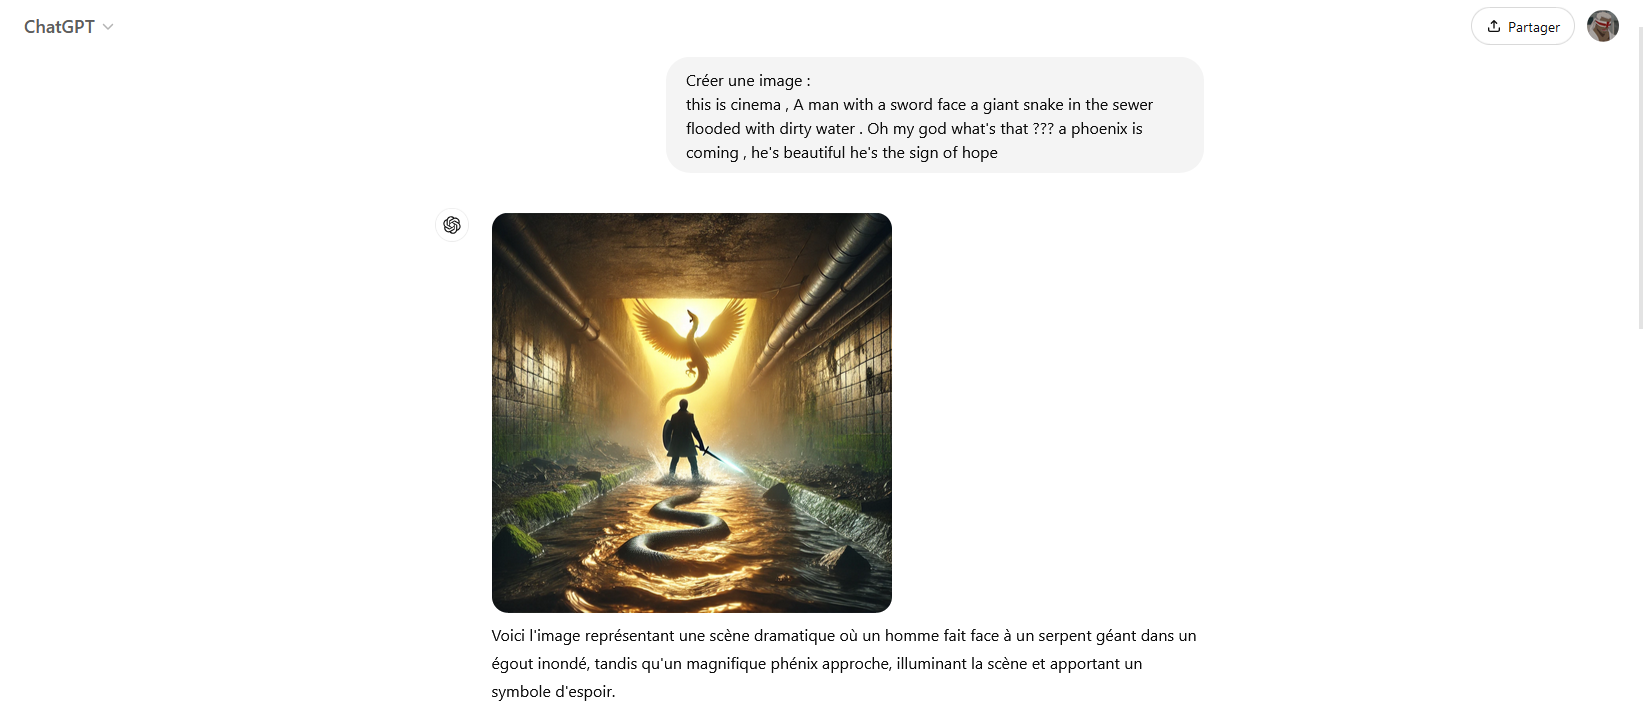 ChatGPT
Partager
Créer une image :
this is cinema , A man with a sword face a giant snake in the sewer
flooded with dirty water . Oh my god what's that ??? a phoenix is
coming , he's beautiful he's the sign of hope
Voici l'image représentant une scène dramatique où un homme fait face à un serpent géant dans un
égout inondé, tandis qu'un magnifique phénix approche, illuminant la scène et apportant un
symbole d'espoir.